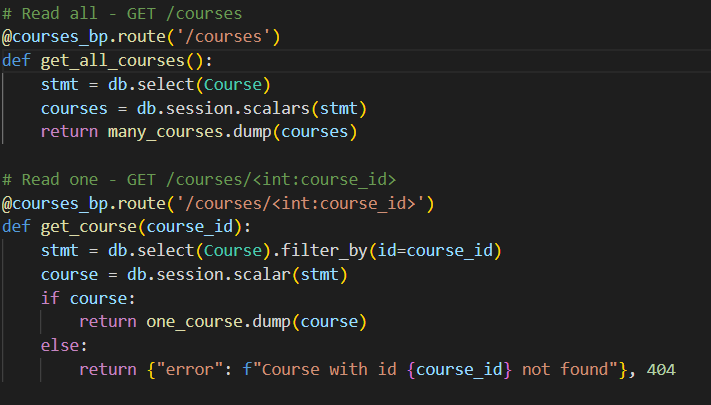 # Read all - GET /courses
@courses_bp.route('/courses')
def get_all_courses():
    stmt = db.select(Course)
    courses = db.session.scalars(stmt)
    return many_courses.dump(courses)

# Read one - GET /courses/<int:course_id>
@courses_bp.route('/courses/<int:course_id>')
def get_course(course_id):
    stmt = db.select(Course).filter_by(id=course_id)
    course = db.session.scalar(stmt)
    if course:
        return one_course.dump(course)
    else:
        return {"error": f"Course with id {course_id} not found"}, 404